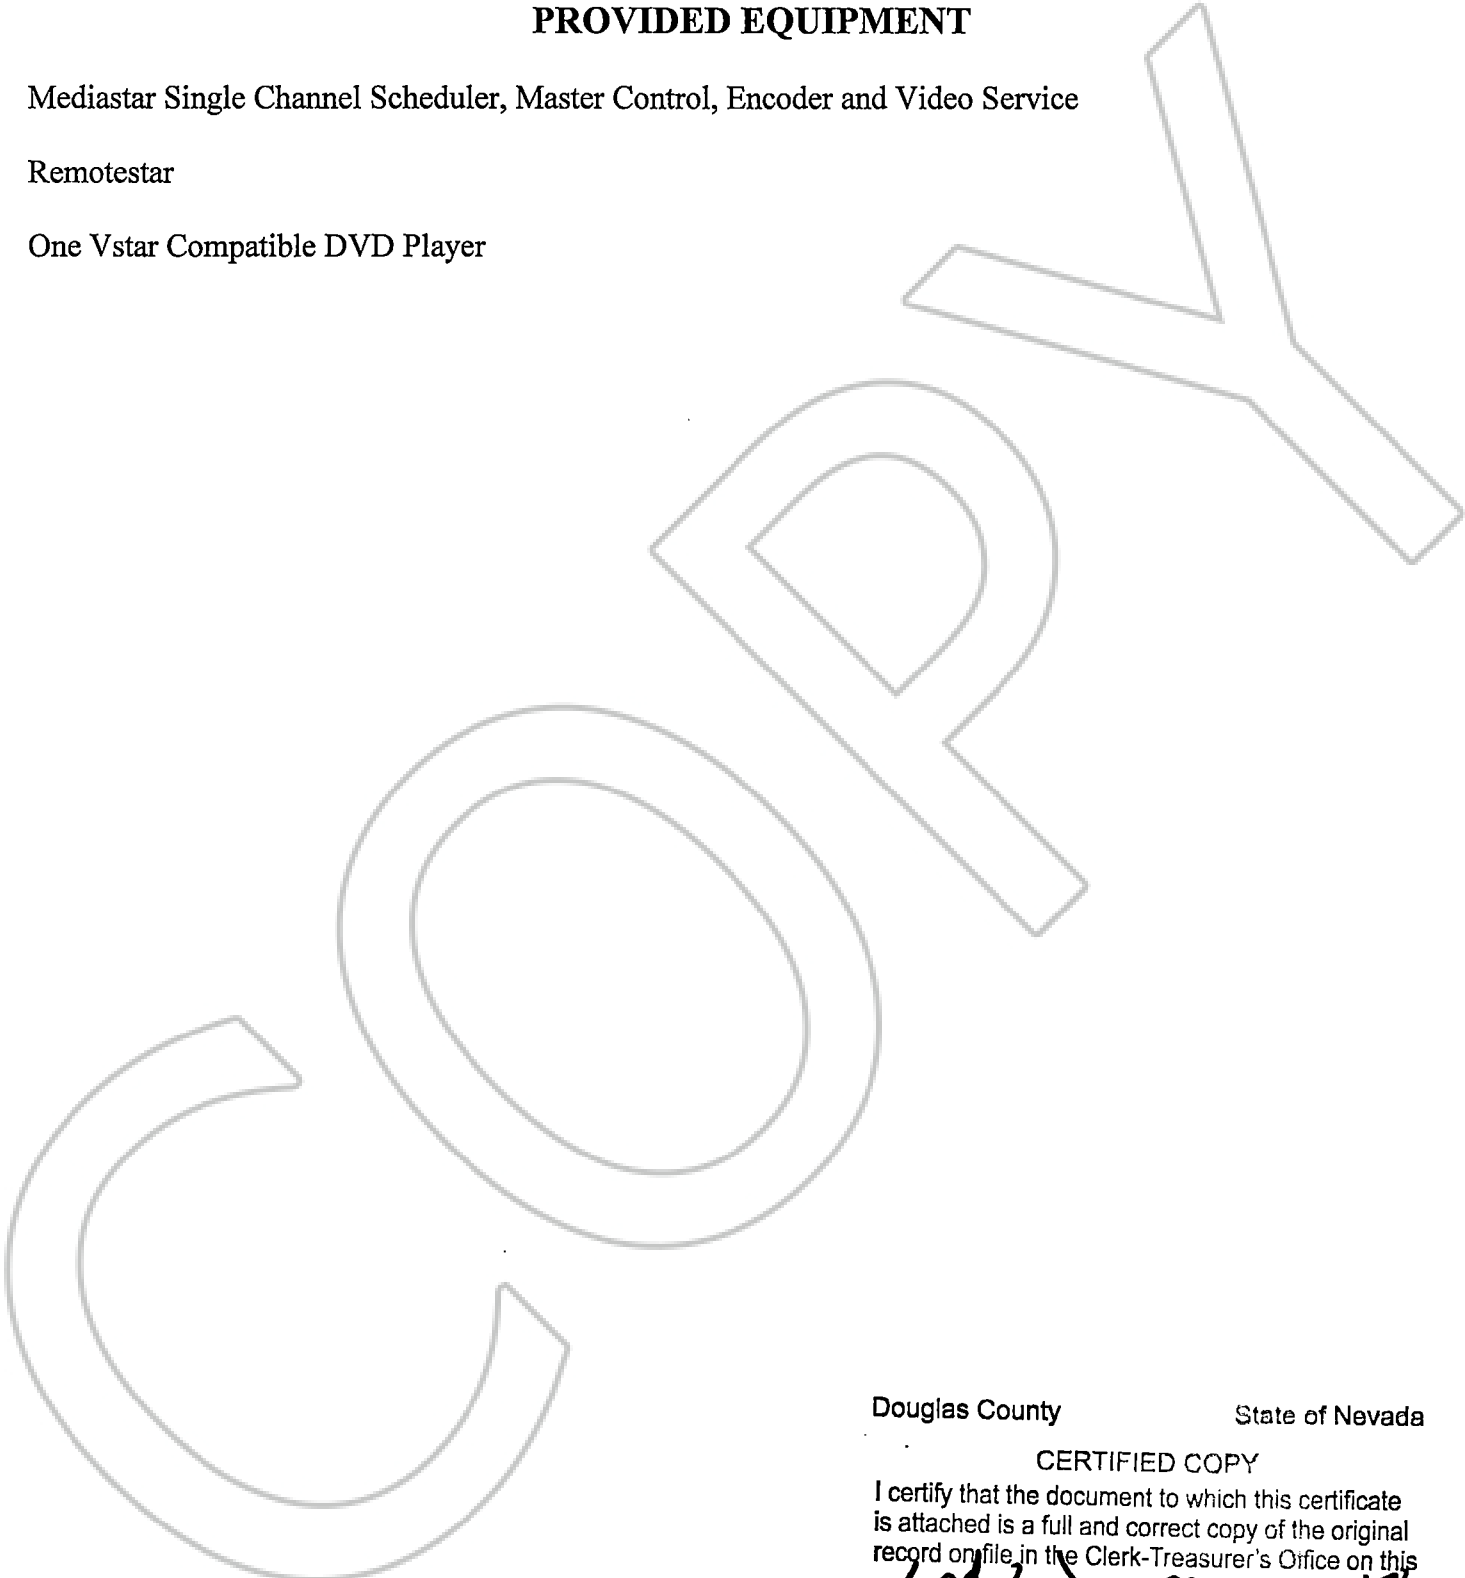 PROVIDED EQUIPMENT
Mediastar Single Channel Scheduler, Master Control, Encoder and Video Service
Remotestar
One Vstar Compatible DVD Player
COPY
Douglas County State of Nevada
CERTIFIED COPY
I certify that the document to which this certificate
is attached is a full and correct copy of the original
record on file in the Clerk-Treasurer's Office on this